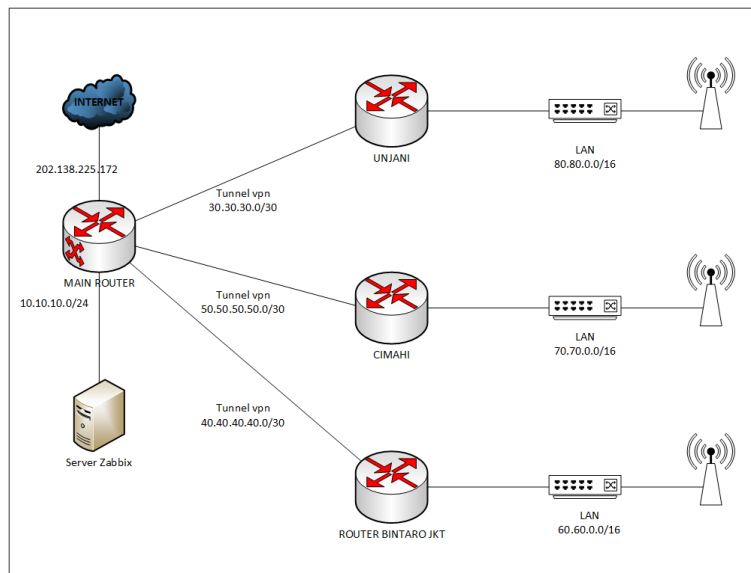 INTERNET
202.138.225.172
MAIN ROUTER
10.10.10.0/24
Server Zabbix
Tunnel vpn
30.30.30.0/30
Tunnel vpn
50.50.50.50.0/30
Tunnel vpn
40.40.40.40.0/30
UNJANI
LAN
80.80.0.0/16
CIMAHI
LAN
70.70.0.0/16
ROUTER BINTARO JKT
LAN
60.60.0.0/16